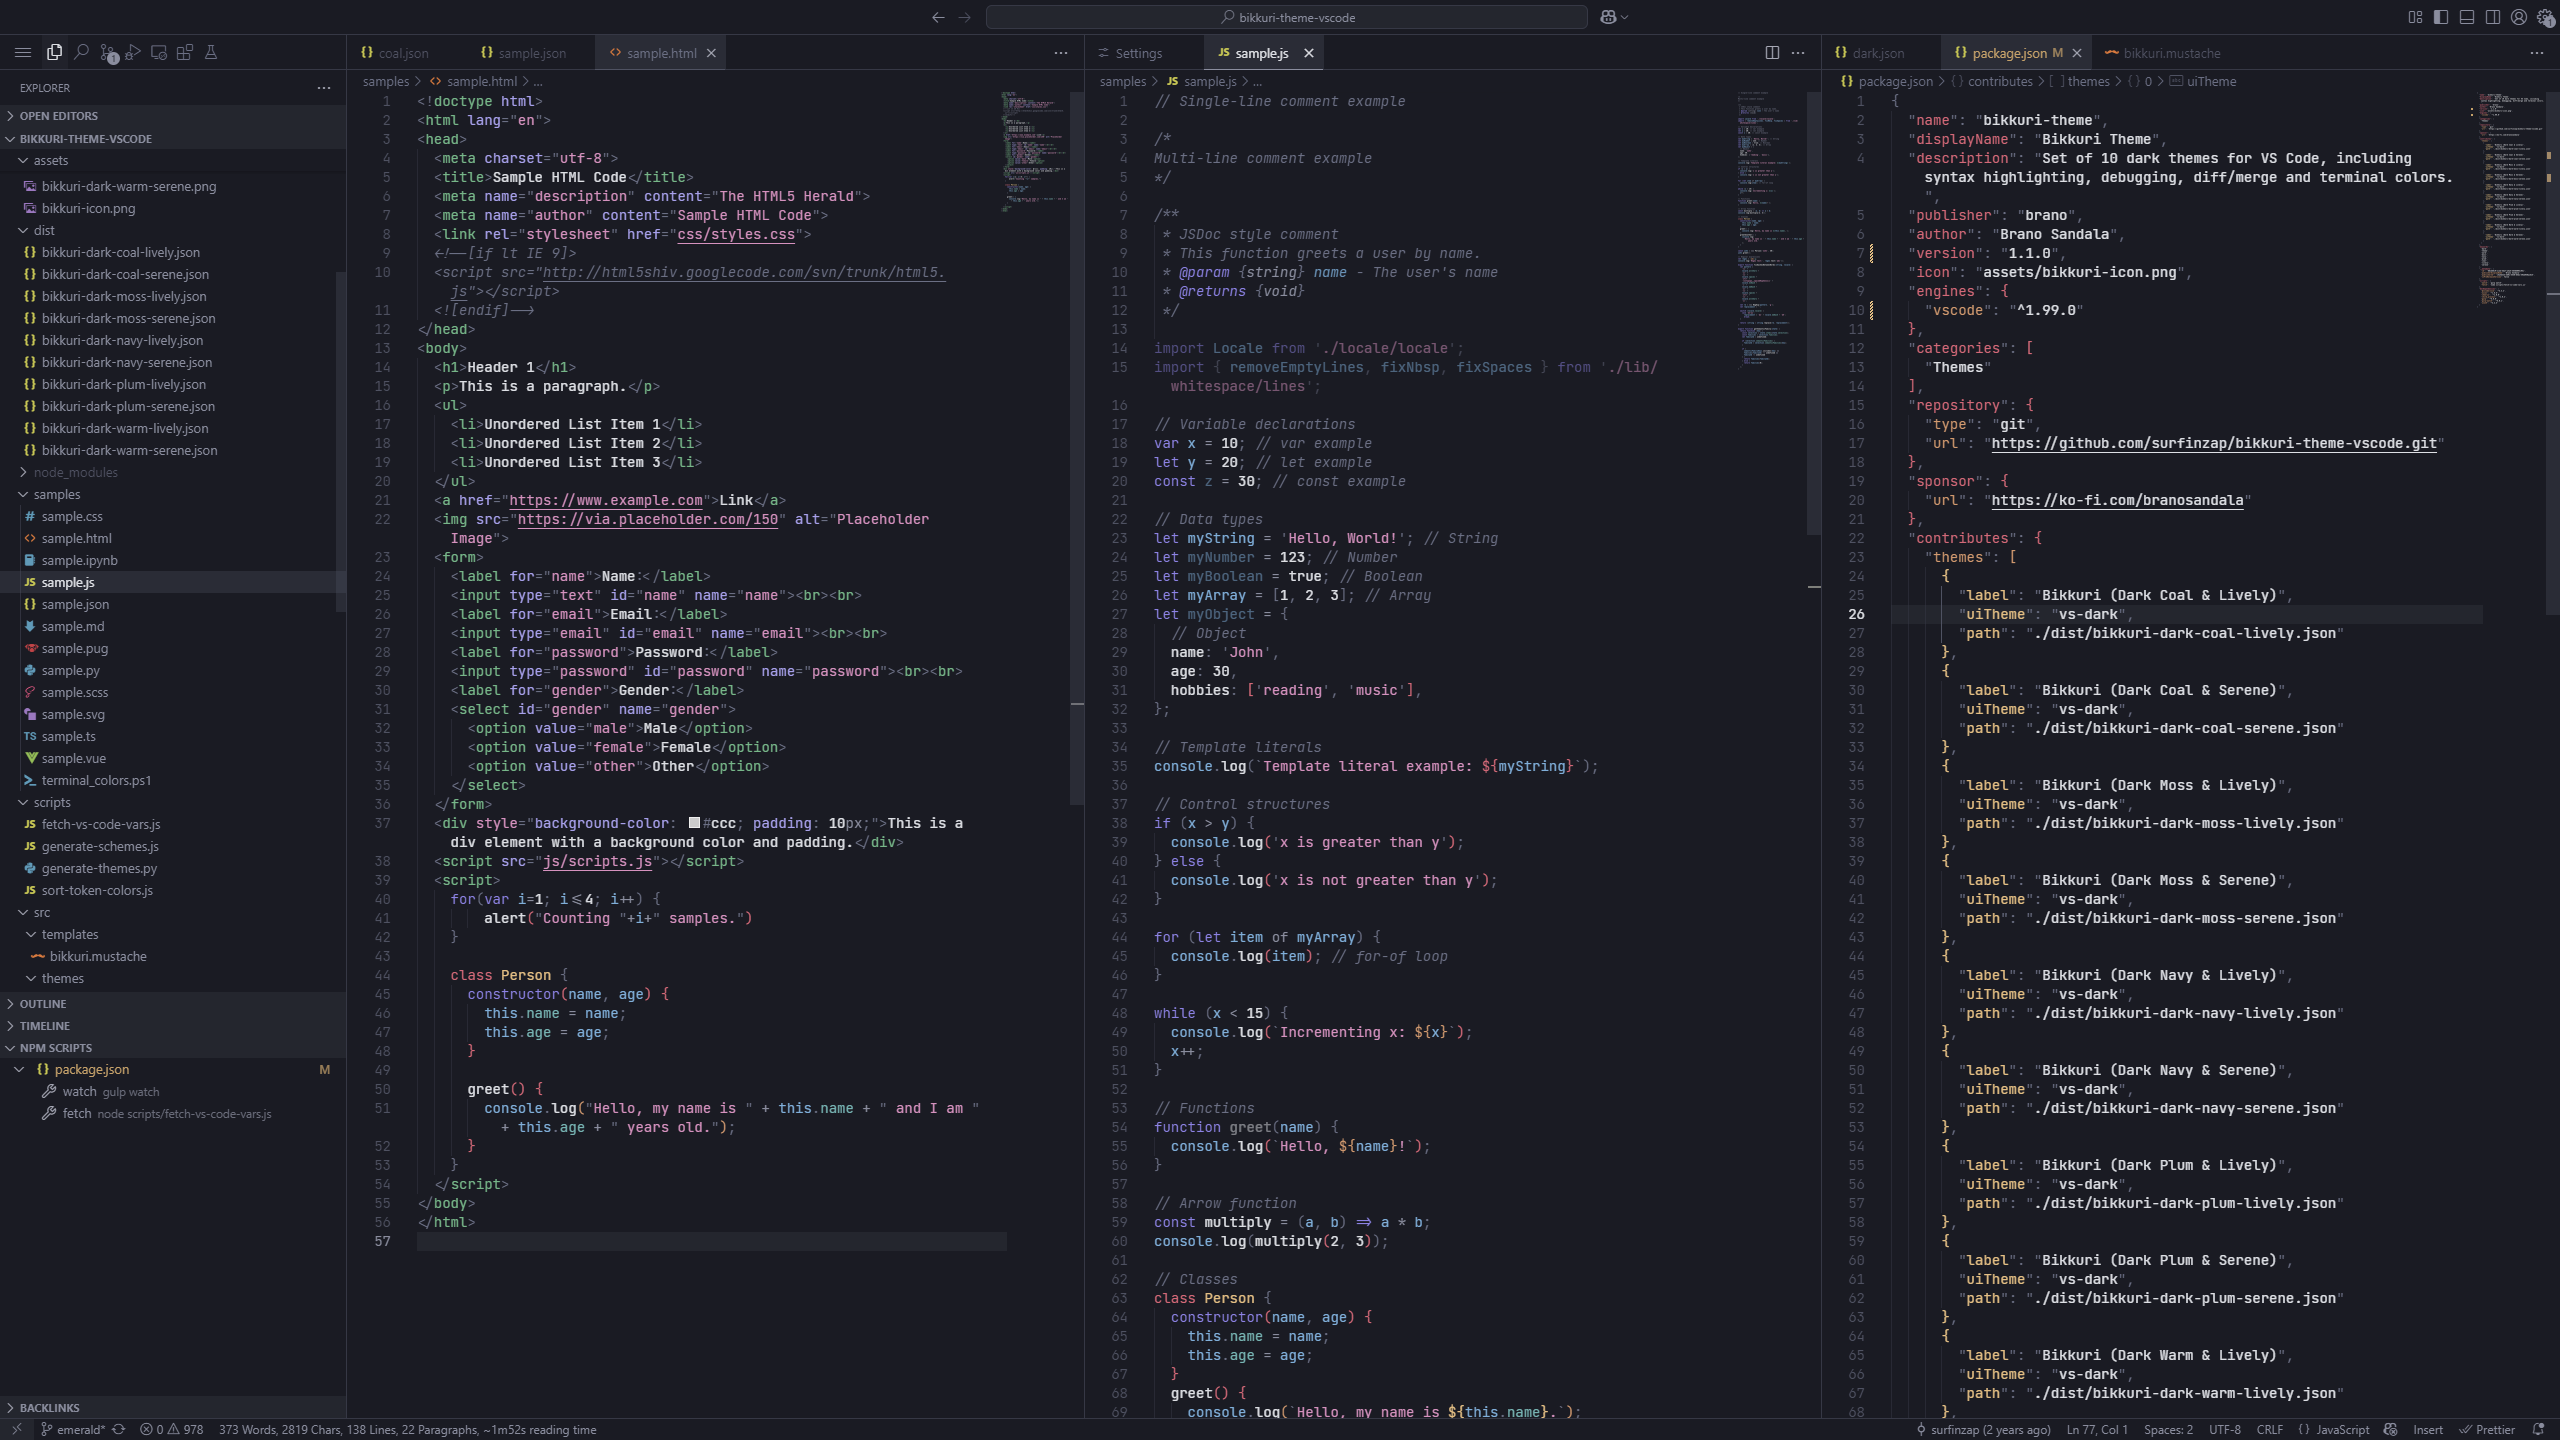 bikkuri-theme-vscode
EXPLORER
OPEN EDITORS
BIKKURI-THEME-VSCODE
assets
bikkuri-dark-warm-serene.png
bikkuri-icon.png
dist
bikkuri-dark-coal-lively.json
bikkuri-dark-coal-serene.json
bikkuri-dark-moss-lively.json
bikkuri-dark-moss-serene.json
bikkuri-dark-navy-lively.json
bikkuri-dark-navy-serene.json
bikkuri-dark-plum-lively.json
bikkuri-dark-plum-serene.json
bikkuri-dark-warm-lively.json
bikkuri-dark-warm-serene.json
node_modules
samples
sample.css
sample.html
sample.ipynb
sample.js
sample.json
sample.md
sample.pug
sample.py
sample.scss
sample.svg
sample.ts
sample.vue
terminal_colors.ps1
scripts
fetch-vs-code-vars.js
generate-schemes.js
generate-themes.py
sort-token-colors.js
src
templates
bikkuri.mustache
themes
OUTLINE
TIMELINE
NPM SCRIPTS
package.json M
watch gulp watch
fetch node scripts/fetch-vs-code-vars.js
BACKLINKS
coal.json sample.json sample.html
samples > sample.html > ...
1 <!doctype html>
2 <html lang="en">
3 <head>
4 <meta charset="utf-8">
5 <title>Sample HTML Code</title>
6 <meta name="description" content="The HTML5 Herald">
7 <meta name="author" content="Sample HTML Code">
8 <link rel="stylesheet" href="css/styles.css">
9 <!--[if lt IE 9]>
10 <script src="http://html5shiv.googlecode.com/svn/trunk/html5.
js"></script>
11 <![endif]-->
12 </head>
13 <body>
14 <h1>Header 1</h1>
15 <p>This is a paragraph.</p>
16 <ul>
17 <li>Unordered List Item 1</li>
18 <li>Unordered List Item 2</li>
19 <li>Unordered List Item 3</li>
20 </ul>
21 <a href="https://www.example.com">Link</a>
22 <img src="https://via.placeholder.com/150" alt="Placeholder
Image">
23 <form>
24 <label for="name">Name:</label>
25 <input type="text" id="name" name="name"><br><br>
26 <label for="email">Email:</label>
27 <input type="email" id="email" name="email"><br><br>
28 <label for="password">Password:</label>
29 <input type="password" id="password" name="password"><br><br>
30 <label for="gender">Gender:</label>
31 <select id="gender" name="gender">
32 <option value="male">Male</option>
33 <option value="female">Female</option>
34 <option value="other">Other</option>
35 </select>
36 </form>
37 <div style="background-color: #ccc; padding: 10px;">This is a
div element with a background color and padding.</div>
38 <script src="js/scripts.js"></script>
39 <script>
40 for(var i=1; i<=4; i++) {
41 alert("Counting "+i+" samples.")
42 }
43
44 class Person {
45 constructor(name, age) {
46 this.name = name;
47 this.age = age;
48 }
49
50 greet() {
51 console.log("Hello, my name is " + this.name + " and I am "
+ this.age + " years old.");
52 }
53 }
54 </script>
55 </body>
56 </html>
57
Settings sample.js
samples > JS sample.js > ...
1 // Single-line comment example
2
3 /*
4 Multi-line comment example
5 */
6
7 /**
8 * JSDoc style comment
9 * This function greets a user by name.
10 * @param {string} name - The user's name
11 * @returns {void}
12 */
13
14 import Locale from './locale/locale';
15 import { removeEmptyLines, fixNbsp, fixSpaces } from './lib/
whitespace/lines';
16
17 // Variable declarations
18 var x = 10; // var example
19 let y = 20; // let example
20 const z = 30; // const example
21
22 // Data types
23 let myString = 'Hello, World!'; // String
24 let myNumber = 123; // Number
25 let myBoolean = true; // Boolean
26 let myArray = [1, 2, 3]; // Array
27 let myObject = {
28 // Object
29 name: 'John',
30 age: 30,
31 hobbies: ['reading', 'music'],
32 };
33
34 // Template literals
35 console.log(`Template literal example: ${myString}`);
36
37 // Control structures
38 if (x > y) {
39 console.log('x is greater than y');
40 } else {
41 console.log('x is not greater than y');
42 }
43
44 for (let item of myArray) {
45 console.log(item); // for-of loop
46 }
47
48 while (x < 15) {
49 console.log(`Incrementing x: ${x}`);
50 x++;
51 }
52
53 // Functions
54 function greet(name) {
55 console.log(`Hello, ${name}!`);
56 }
57
58 // Arrow function
59 const multiply = (a, b) => a * b;
60 console.log(multiply(2, 3));
61
62 // Classes
63 class Person {
64 constructor(name, age) {
65 this.name = name;
66 this.age = age;
67 }
68 greet() {
69 console.log(`Hello, my name is ${this.name}.`);
dark.json package.json M bikkuri.mustache
package.json > {} contributes > [ ] themes > {} 0 > uiTheme
1 {
2 "name": "bikkuri-theme",
3 "displayName": "Bikkuri Theme",
4 "description": "Set of 10 dark themes for VS Code, including
syntax highlighting, debugging, diff/merge and terminal colors.
",
5 "publisher": "brano",
6 "author": "Brano Sandala",
7 "version": "1.1.0",
8 "icon": "assets/bikkuri-icon.png",
9 "engines": {
10 "vscode": "^1.99.0"
11 },
12 "categories": [
13 "Themes"
14 ],
15 "repository": {
16 "type": "git",
17 "url": "https://github.com/surfinzap/bikkuri-theme-vscode.git"
18 },
19 "sponsor": {
20 "url": "https://ko-fi.com/branosandala"
21 },
22 "contributes": {
23 "themes": [
24 {
25 "label": "Bikkuri (Dark Coal & Lively)",
26 "uiTheme": "vs-dark",
27 "path": "./dist/bikkuri-dark-coal-lively.json"
28 },
29 {
30 "label": "Bikkuri (Dark Coal & Serene)",
31 "uiTheme": "vs-dark",
32 "path": "./dist/bikkuri-dark-coal-serene.json"
33 },
34 {
35 "label": "Bikkuri (Dark Moss & Lively)",
36 "uiTheme": "vs-dark",
37 "path": "./dist/bikkuri-dark-moss-lively.json"
38 },
39 {
40 "label": "Bikkuri (Dark Moss & Serene)",
41 "uiTheme": "vs-dark",
42 "path": "./dist/bikkuri-dark-moss-serene.json"
43 },
44 {
45 "label": "Bikkuri (Dark Navy & Lively)",
46 "uiTheme": "vs-dark",
47 "path": "./dist/bikkuri-dark-navy-lively.json"
48 },
49 {
50 "label": "Bikkuri (Dark Navy & Serene)",
51 "uiTheme": "vs-dark",
52 "path": "./dist/bikkuri-dark-navy-serene.json"
53 },
54 {
55 "label": "Bikkuri (Dark Plum & Lively)",
56 "uiTheme": "vs-dark",
57 "path": "./dist/bikkuri-dark-plum-lively.json"
58 },
59 {
60 "label": "Bikkuri (Dark Plum & Serene)",
61 "uiTheme": "vs-dark",
62 "path": "./dist/bikkuri-dark-plum-serene.json"
63 },
64 {
65 "label": "Bikkuri (Dark Warm & Lively)",
66 "uiTheme": "vs-dark",
67 "path": "./dist/bikkuri-dark-warm-lively.json"
68 },
emerald* 0 978 373 Words, 2819 Chars, 138 Lines, 22 Paragraphs, ~1m52s reading time surfinzap (2 years ago) Ln 77, Col 1 Spaces: 2 UTF-8 CRLF {} JavaScript Insert Prettier